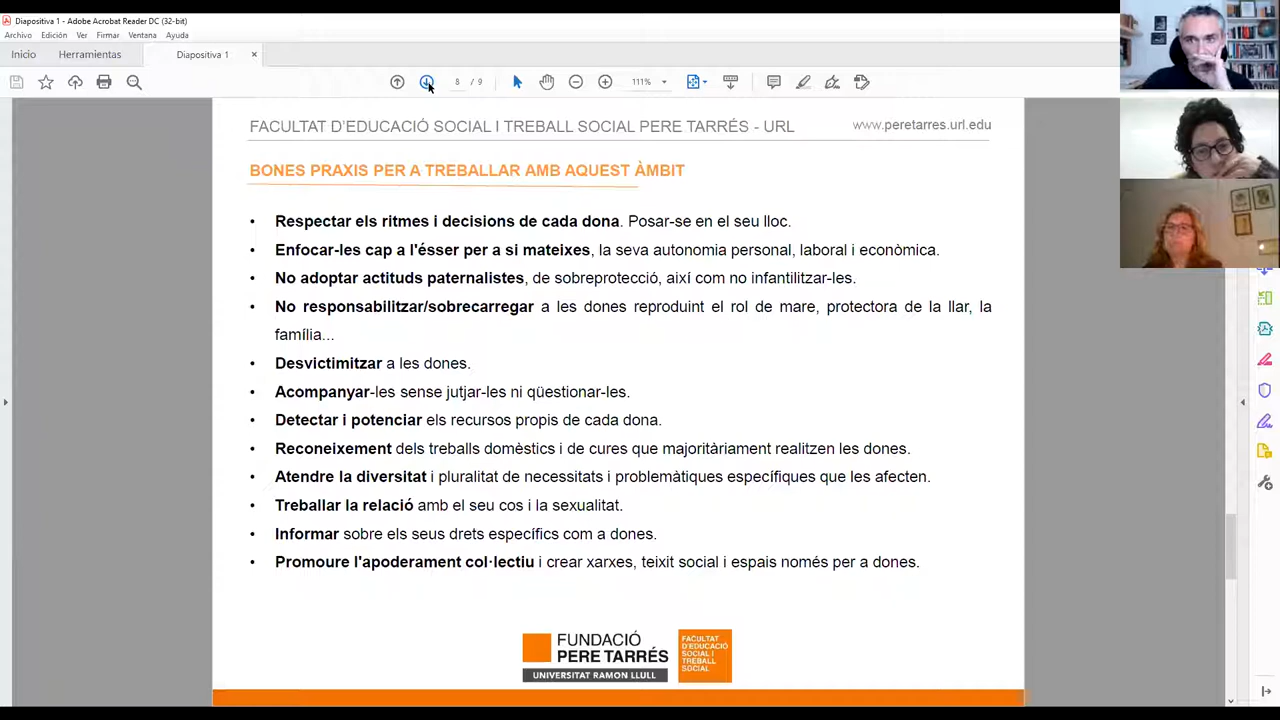 Diapositiva 1 - Adobe Acrobat Reader DC (32-bit)
Archivo Edición Ver Firmar Ventana Ayuda
Inicio Herramientas Diapositiva 1 ×
8 / 9 111%
FACULTAT D'EDUCACIÓ SOCIAL I TREBALL SOCIAL PERE TARRÉS - URL www.peretarres.url.edu
BONES PRAXIS PER A TREBALLAR AMB AQUEST ÀMBIT
• Respectar els ritmes i decisions de cada dona. Posar-se en el seu lloc.
• Enfocar-les cap a l'ésser per a si mateixes, la seva autonomia personal, laboral i econòmica.
• No adoptar actituds paternalistes, de sobreprotecció, així com no infantilitzar-les.
• No responsabilitzar/sobrecarregar a les dones reproduint el rol de mare, protectora de la llar, la
família...
• Desvictimitzar a les dones.
• Acompanyar-les sense jutjar-les ni qüestionar-les.
• Detectar i potenciar els recursos propis de cada dona.
• Reconeixement dels treballs domèstics i de cures que majoritàriament realitzen les dones.
• Atendre la diversitat i pluralitat de necessitats i problemàtiques específiques que les afecten.
• Treballar la relació amb el seu cos i la sexualitat.
• Informar sobre els seus drets específics com a dones.
• Promoure l'apoderament col·lectiu i crear xarxes, teixit social i espais només per a dones.
FUNDACIÓ
PERE TARRÉS
UNIVERSITAT RAMON LLULL
FACULTAT
D'EDUCACIÓ
SOCIAL I
TREBALL
SOCIAL